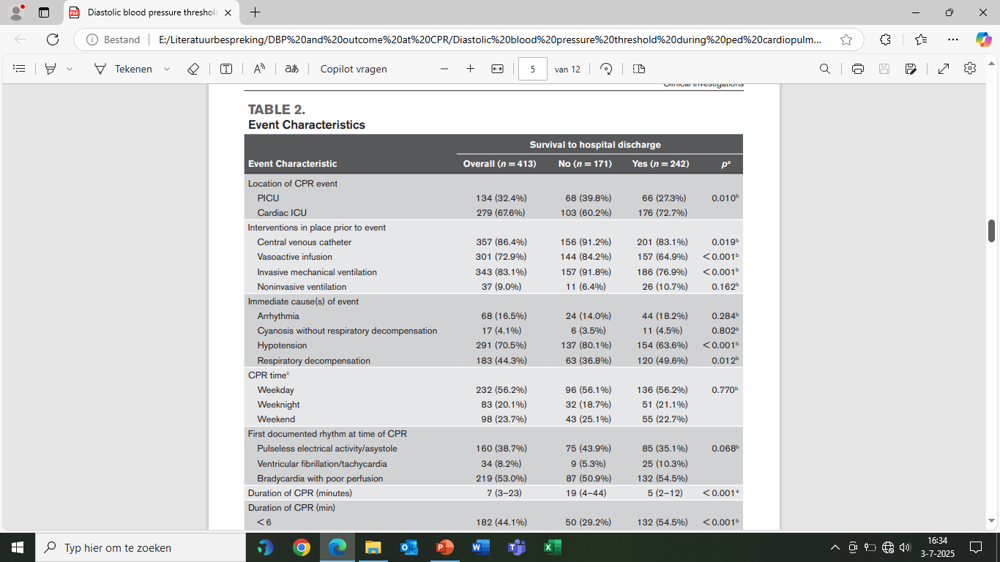 Diastolic blood pressure threshold
Bestand
E:/Literatuurbespreking/DBP%20and%20outcome%20at%20CPR/Diastolic%20blood%20pressure%20threshold%20during%20ped%20cardiopulm...
Tekenen
Copilot vragen
5
van 12
Clinical Investigations
TABLE 2.
Event Characteristics
Survival to hospital discharge
Event Characteristic Overall (n = 413) No (n = 171) Yes (n = 242) pᵃ
Location of CPR event
PICU 134 (32.4%) 68 (39.8%) 66 (27.3%) 0.010ᵇ
Cardiac ICU 279 (67.6%) 103 (60.2%) 176 (72.7%)
Interventions in place prior to event
Central venous catheter 357 (86.4%) 156 (91.2%) 201 (83.1%) 0.019ᵇ
Vasoactive infusion 301 (72.9%) 144 (84.2%) 157 (64.9%) < 0.001ᵇ
Invasive mechanical ventilation 343 (83.1%) 157 (91.8%) 186 (76.9%) < 0.001ᵇ
Noninvasive ventilation 37 (9.0%) 11 (6.4%) 26 (10.7%) 0.162ᵇ
Immediate cause(s) of event
Arrhythmia 68 (16.5%) 24 (14.0%) 44 (18.2%) 0.284ᵇ
Cyanosis without respiratory decompensation 17 (4.1%) 6 (3.5%) 11 (4.5%) 0.802ᵇ
Hypotension 291 (70.5%) 137 (80.1%) 154 (63.6%) < 0.001ᵇ
Respiratory decompensation 183 (44.3%) 63 (36.8%) 120 (49.6%) 0.012ᵇ
CPR timeᶜ
Weekday 232 (56.2%) 96 (56.1%) 136 (56.2%) 0.770ᵇ
Weeknight 83 (20.1%) 32 (18.7%) 51 (21.1%)
Weekend 98 (23.7%) 43 (25.1%) 55 (22.7%)
First documented rhythm at time of CPR
Pulseless electrical activity/asystole 160 (38.7%) 75 (43.9%) 85 (35.1%) 0.068ᵇ
Ventricular fibrillation/tachycardia 34 (8.2%) 9 (5.3%) 25 (10.3%)
Bradycardia with poor perfusion 219 (53.0%) 87 (50.9%) 132 (54.5%)
Duration of CPR (minutes) 7 (3–23) 19 (4–44) 5 (2–12) < 0.001⁴
Duration of CPR (min)
< 6 182 (44.1%) 50 (29.2%) 132 (54.5%) < 0.001ᵇ
Typ hier om te zoeken
16:34
3-7-2025